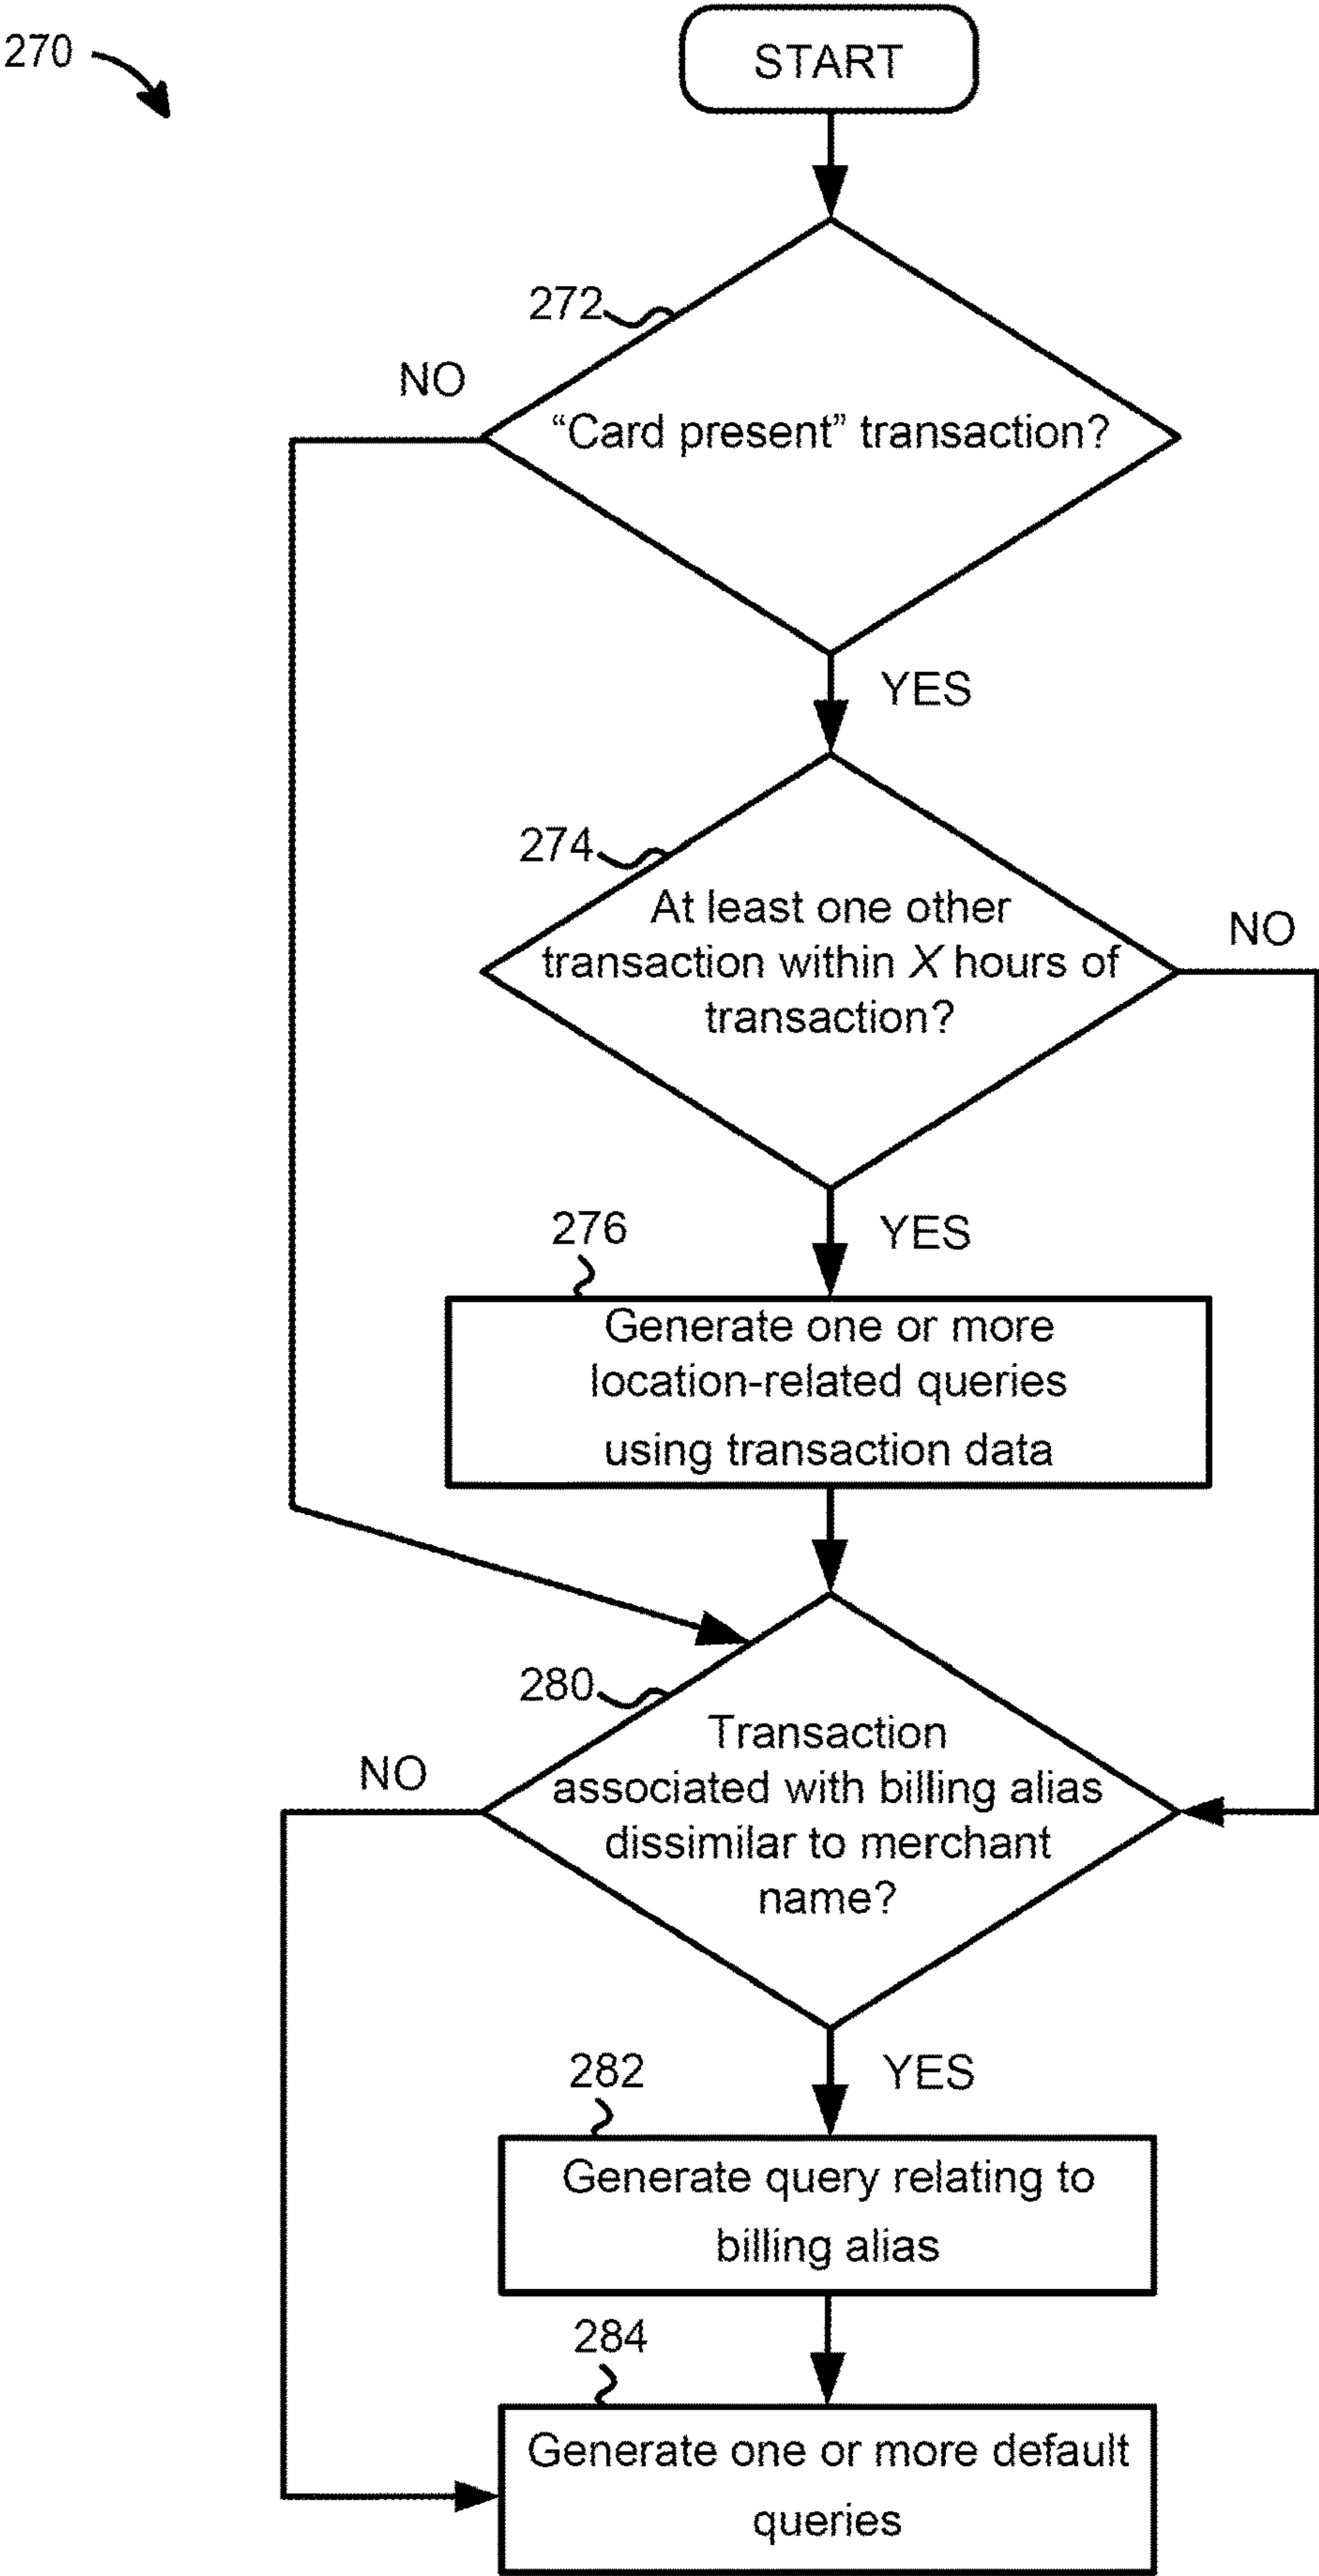 270
START
272
NO
“Card present” transaction?
YES
274
At least one other
transaction within X hours of
transaction?
NO
YES
276
Generate one or more
location-related queries
using transaction data
280
NO
Transaction
associated with billing alias
dissimilar to merchant
name?
YES
282
Generate query relating to
billing alias
284
Generate one or more default
queries